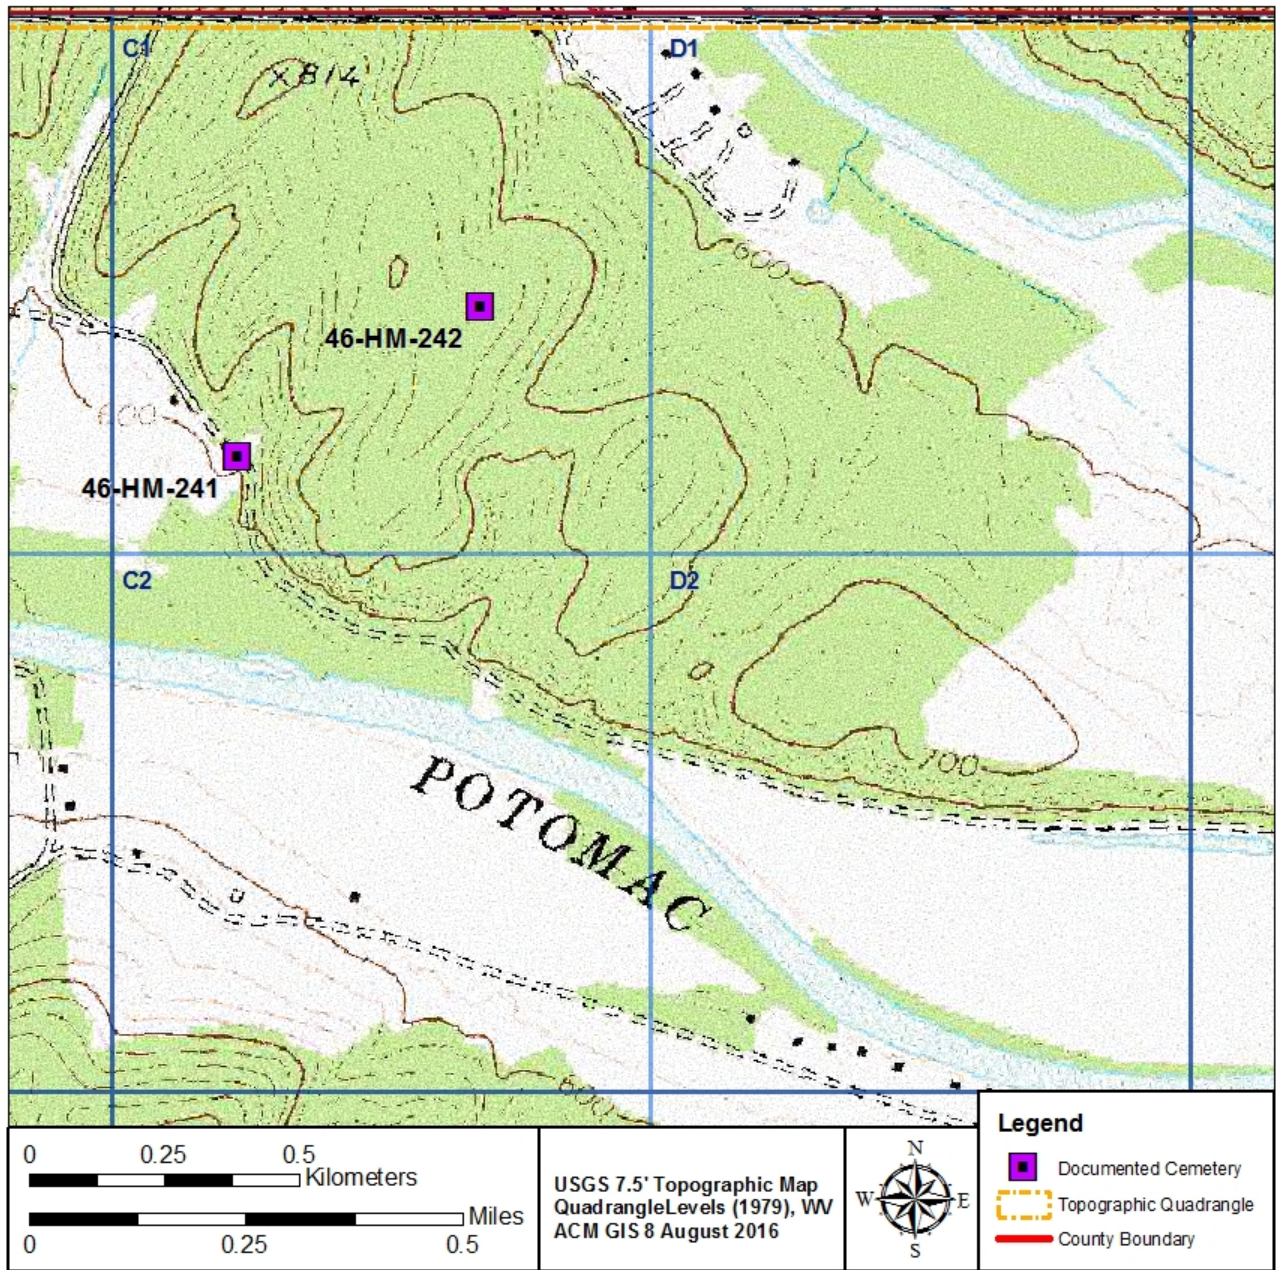 C1
D1
x814
600
46-HM-242
600
46-HM-241
C2
D2
700
POTOMAC
0 0.25 0.5
Kilometers
Miles
0 0.25 0.5
USGS 7.5' Topographic Map
QuadrangleLevels (1979), WV
ACM GIS 8 August 2016
N
W E
S
Legend
Documented Cemetery
Topographic Quadrangle
County Boundary